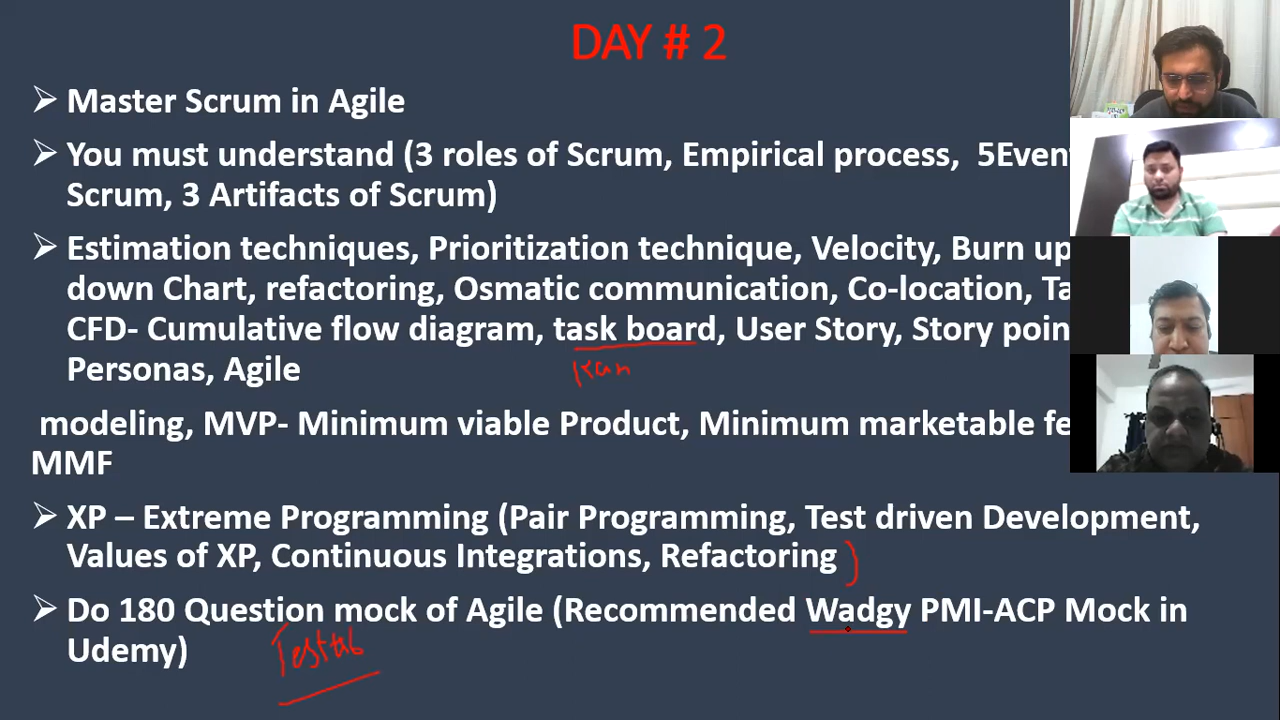 DAY # 2
Master Scrum in Agile
You must understand (3 roles of Scrum, Empirical process, 5Event
Scrum, 3 Artifacts of Scrum)
Estimation techniques, Prioritization technique, Velocity, Burn up
down Chart, refactoring, Osmatic communication, Co-location, Ta
CFD- Cumulative flow diagram, task board, User Story, Story poin
Personas, Agile
Kan
modeling, MVP- Minimum viable Product, Minimum marketable fe
MMF
XP – Extreme Programming (Pair Programming, Test driven Development,
Values of XP, Continuous Integrations, Refactoring )
Do 180 Question mock of Agile (Recommended Wadgy PMI-ACP Mock in
Udemy)